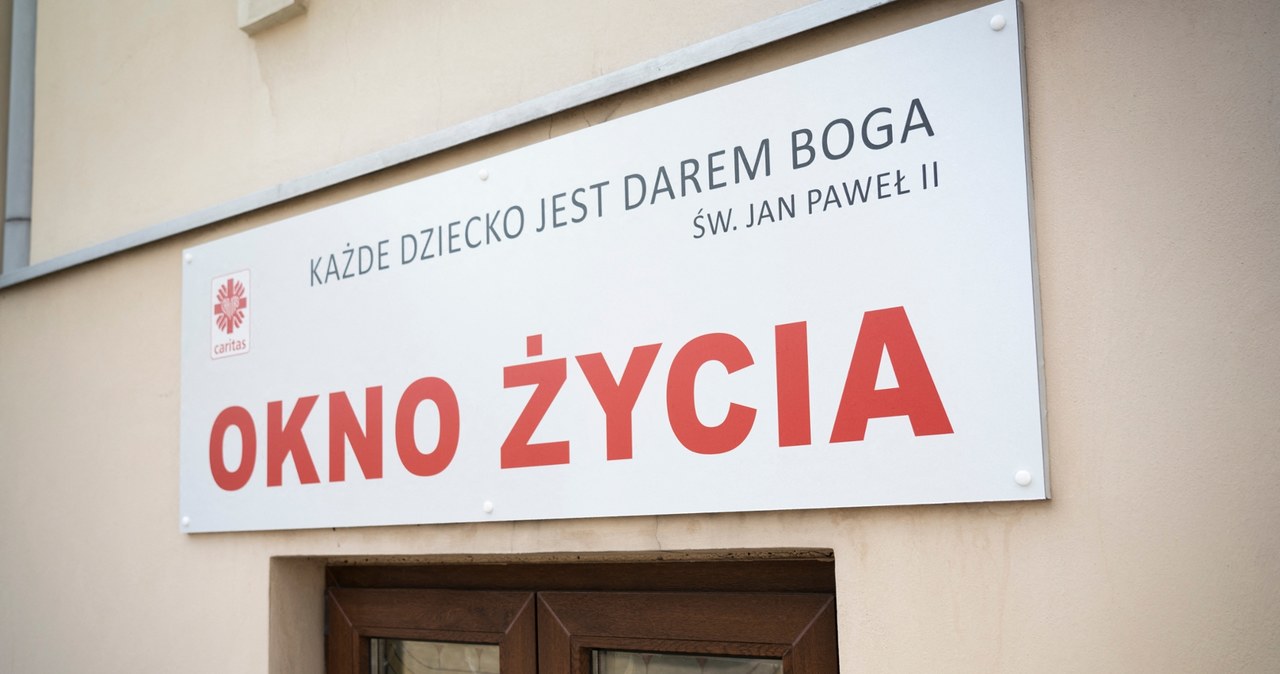 KAŻDE DZIECKO JEST DAREM BOGA
ŚW. JAN PAWEŁ II
caritas
OKNO ŻYCIA